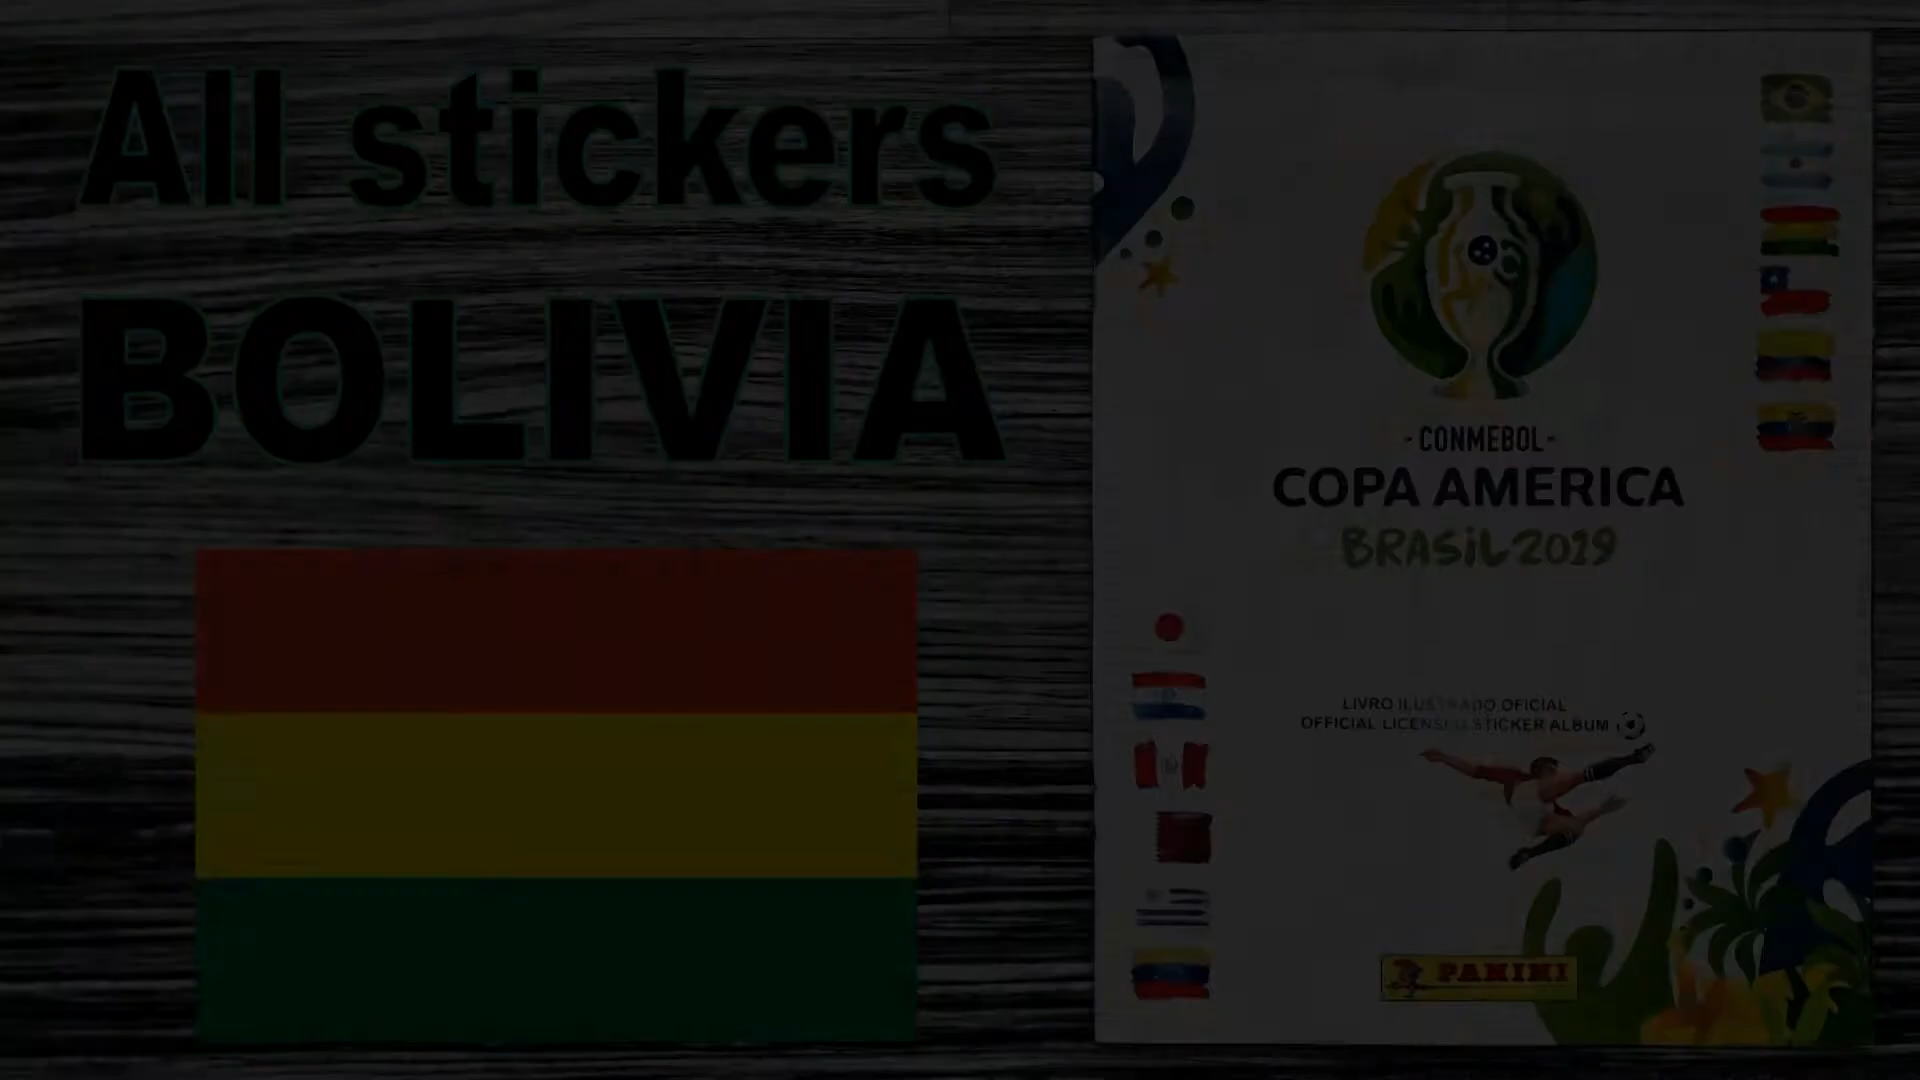 All stickers
BOLIVIA
- CONMEBOL -
COPA AMERICA
BRASIL 2019
LIVRO ILUSTRADO OFICIAL
OFFICIAL LICENSED STICKER ALBUM
PANINI